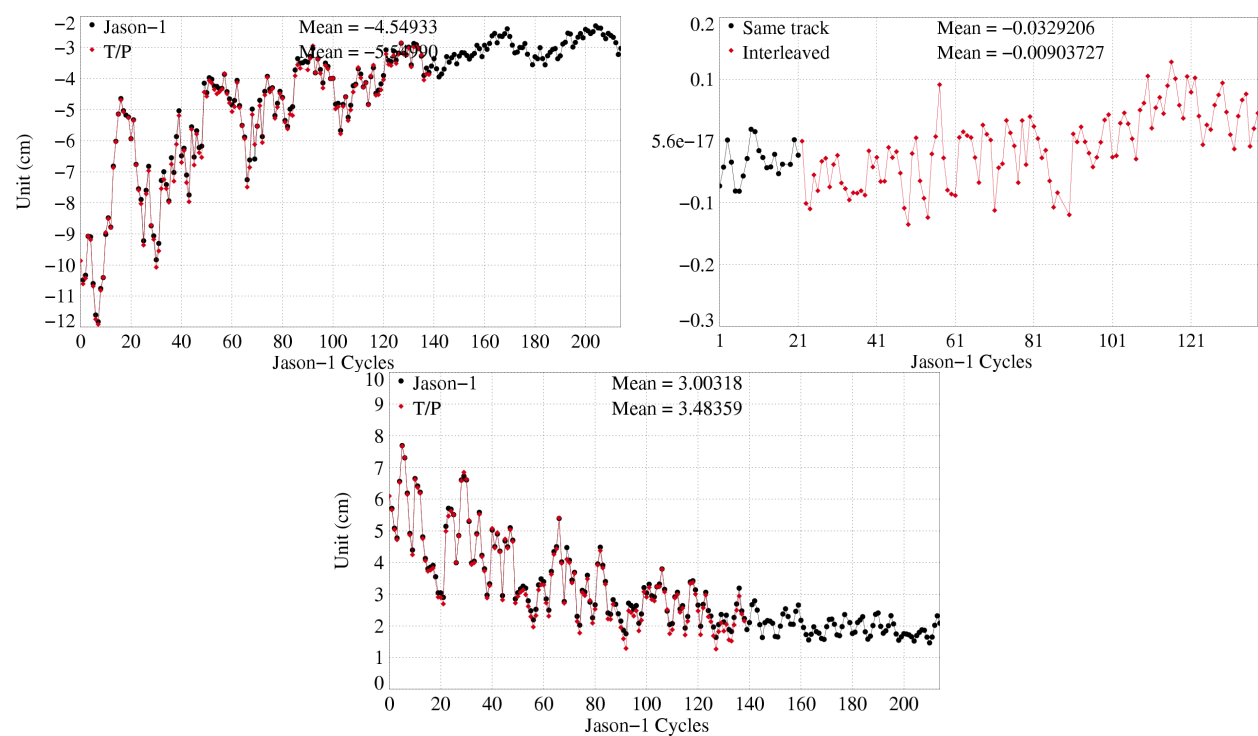 Jason−1 Mean = −4.54933
T/P
−2
−3
−4
−5
−6
−7
−8
−9
−10
−11
−12
Unit (cm)
0 20 40 60 80 100 120 140 160 180 200
Jason−1 Cycles
Same track Mean = −0.0329206
Interleaved Mean = −0.00903727
0.2
0.1
5.6e−17
−0.1
−0.2
−0.3
1 21 41 61 81 101 121
Jason−1 Cycles
Jason−1 Mean = 3.00318
T/P Mean = 3.48359
10
9
8
7
6
5
4
3
2
1
0
Unit (cm)
0 20 40 60 80 100 120 140 160 180 200
Jason−1 Cycles